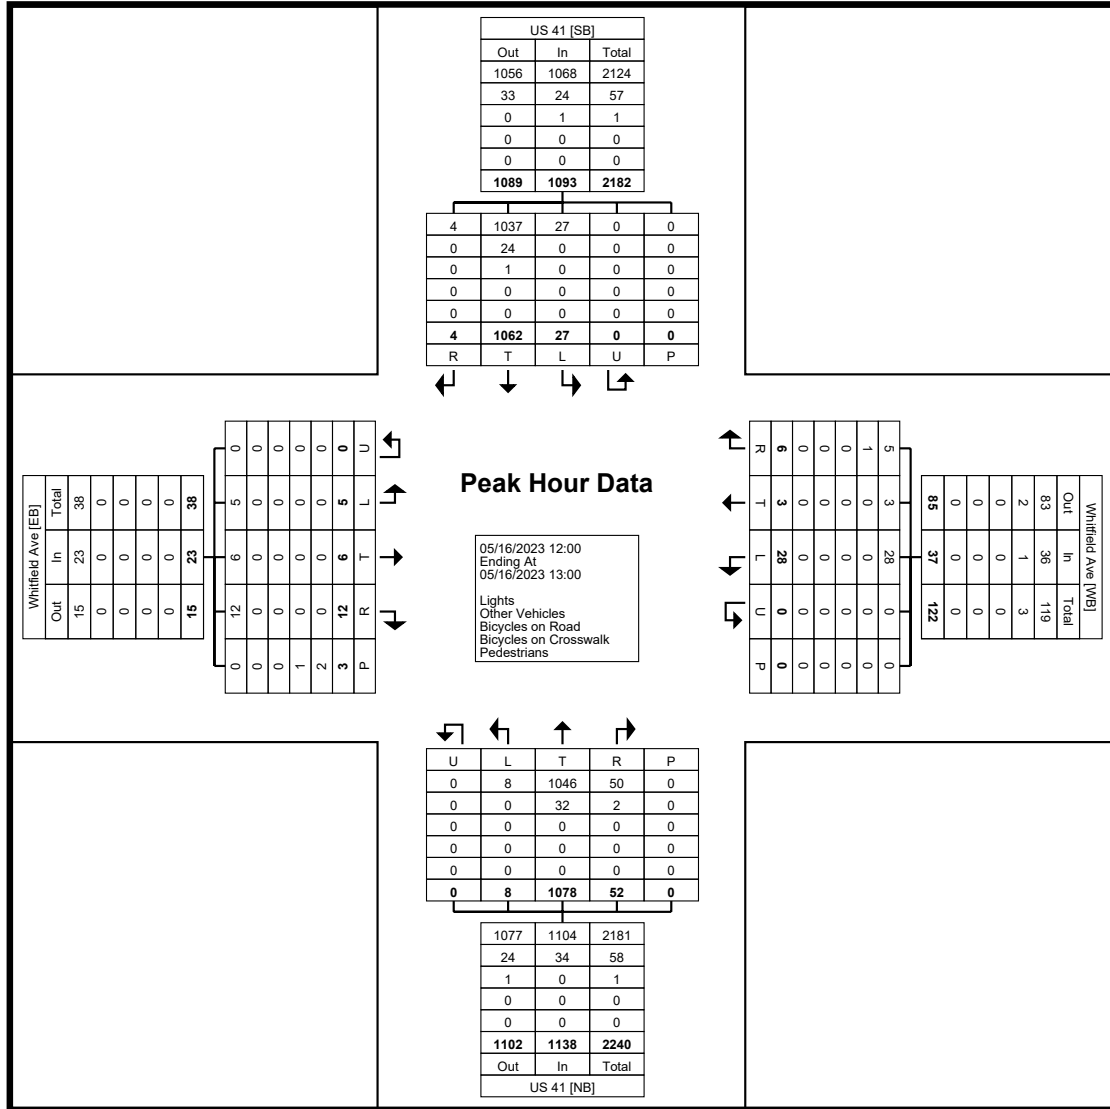 US 41 [SB]
Out In Total
1056 1068 2124
33 24 57
0 1 1
0 0 0
0 0 0
1089 1093 2182
4 1037 27 0 0
0 24 0 0 0
0 1 0 0 0
0 0 0 0 0
0 0 0 0 0
4 1062 27 0 0
R T L U P
Whitfield Ave [EB]
Total 38 0 0 0 0 38
In 23 0 0 0 0 23
Out 15 0 0 0 0 15
0 0 0 0 0 0 U
5 0 0 0 0 5 L
6 0 0 0 0 6 T
12 0 0 0 0 12 R
0 0 0 1 2 3 P
Peak Hour Data
05/16/2023 12:00
Ending At
05/16/2023 13:00
Lights
Other Vehicles
Bicycles on Road
Bicycles on Crosswalk
Pedestrians
R 6 0 0 0 1 5
T 3 0 0 0 0 3
L 28 0 0 0 0 28
U 0 0 0 0 0 0
P 0 0 0 0 0 0
85 0 0 0 2 83 Out
37 0 0 0 1 36 In
122 0 0 0 3 119 Total
Whitfield Ave [WB]
U L T R P
0 8 1046 50 0
0 0 32 2 0
0 0 0 0 0
0 0 0 0 0
0 0 0 0 0
0 8 1078 52 0
1077 1104 2181
24 34 58
1 0 1
0 0 0
0 0 0
1102 1138 2240
Out In Total
US 41 [NB]